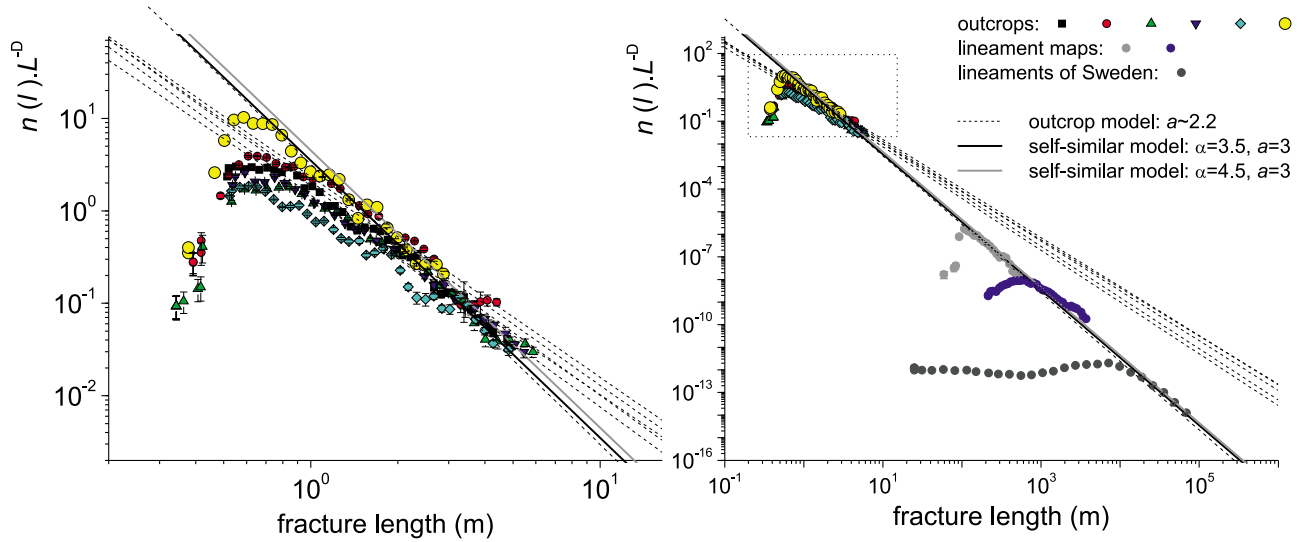 n (l).L^-D
10^1
10^0
10^-1
10^-2
10^0
10^1
fracture length (m)
n (l).L^-D
10^2
10^-1
10^-4
10^-7
10^-10
10^-13
10^-16
10^-1
10^1
10^3
10^5
fracture length (m)
outcrops:
lineament maps:
lineaments of Sweden:
outcrop model: a~2.2
self-similar model: α=3.5, a=3
self-similar model: α=4.5, a=3